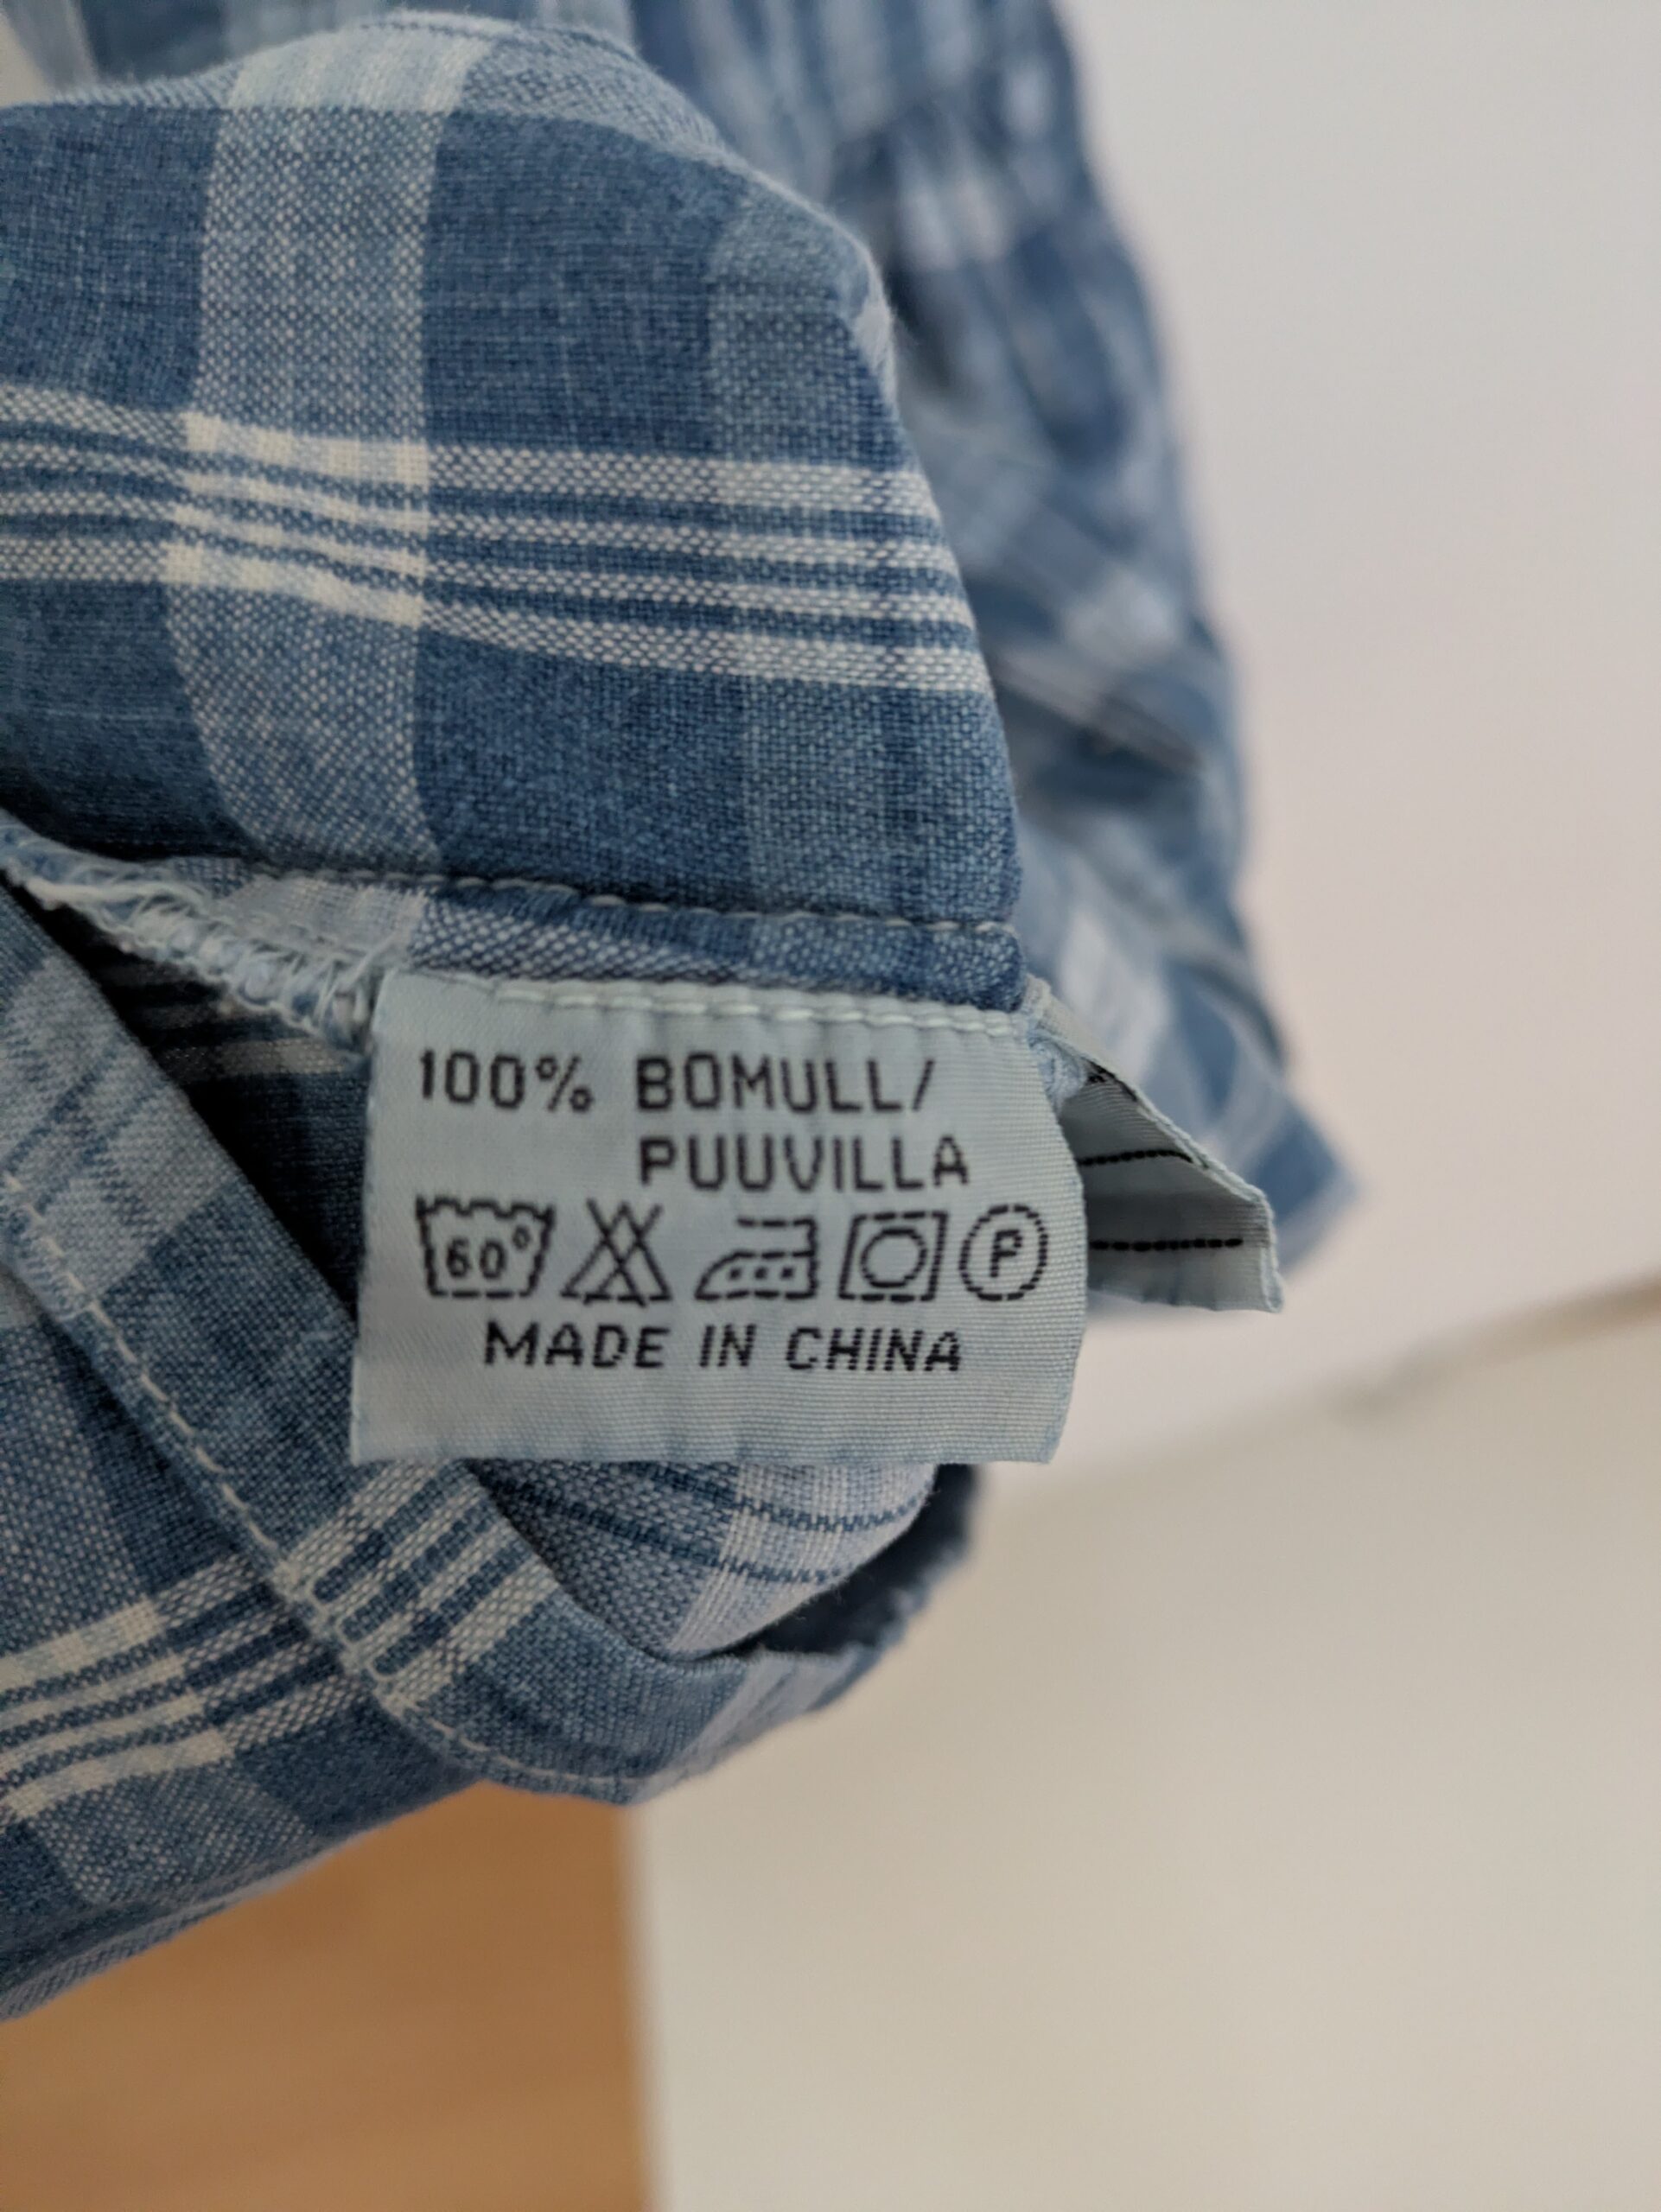 100% BOMULL/
PUUVILLA
60°
P
MADE IN CHINA